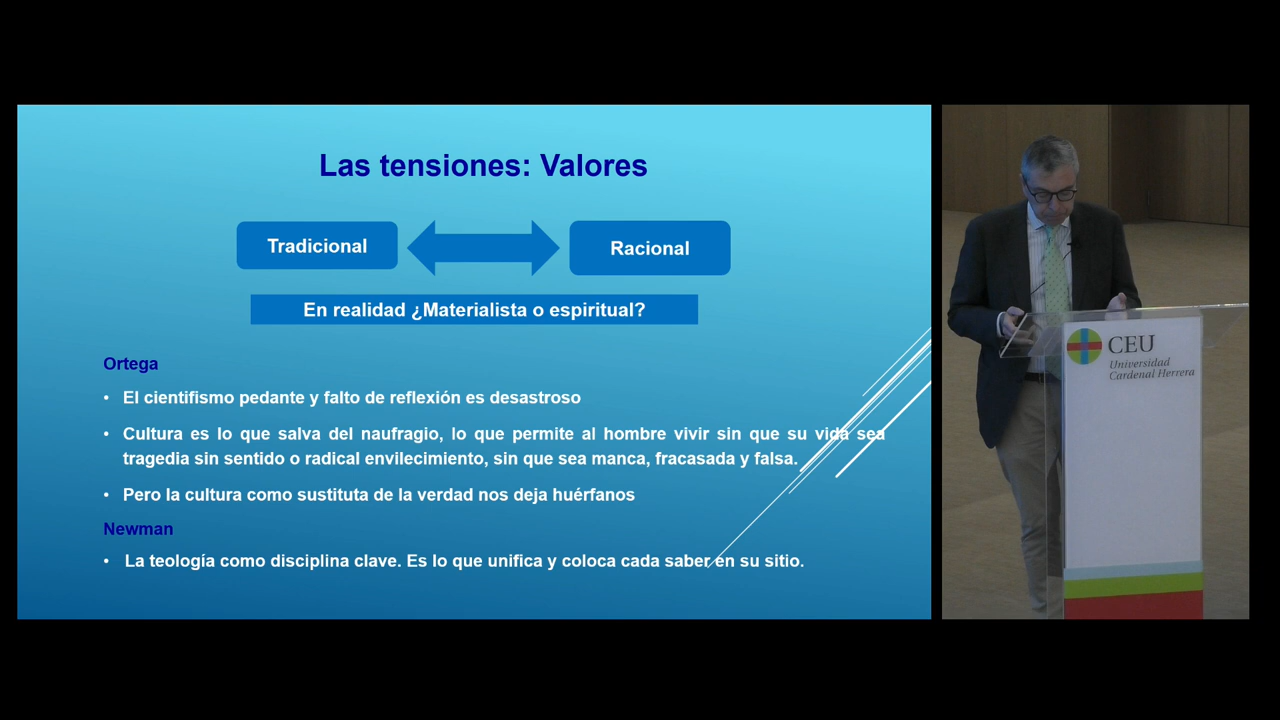 Las tensiones: Valores
Tradicional
Racional
En realidad ¿Materialista o espiritual?
Ortega
• El cientifismo pedante y falto de reflexión es desastroso
• Cultura es lo que salva del naufragio, lo que permite al hombre vivir sin que su vida sea
tragedia sin sentido o radical envilecimiento, sin que sea manca, fracasada y falsa.
• Pero la cultura como sustituta de la verdad nos deja huérfanos
Newman
• La teología como disciplina clave. Es lo que unifica y coloca cada saber en su sitio.
CEU
Universidad
Cardenal Herrera